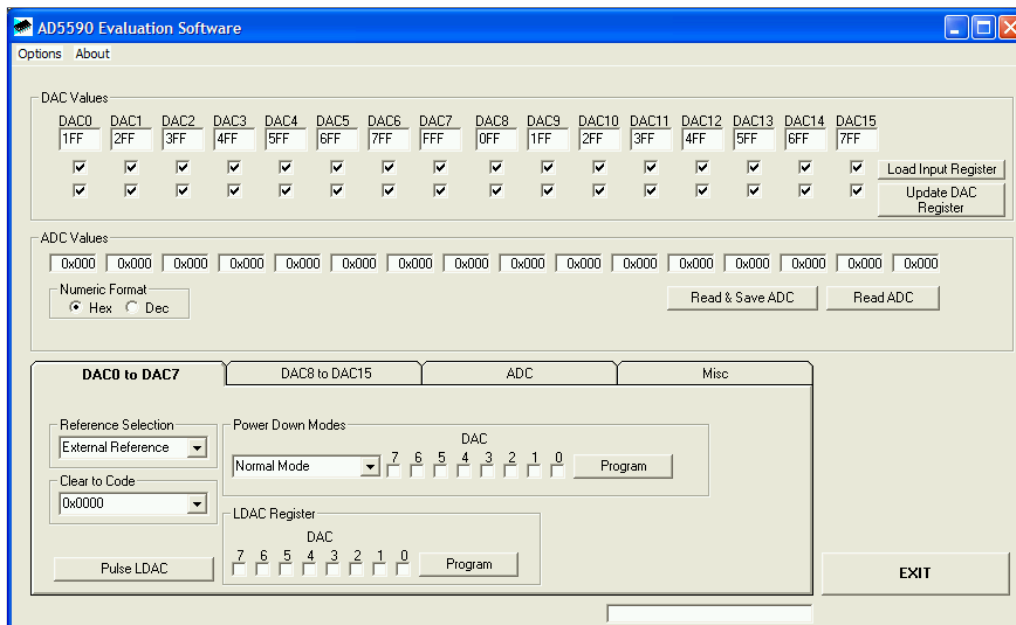 AD5590 Evaluation Software
Options About
DAC Values
DAC0 DAC1 DAC2 DAC3 DAC4 DAC5 DAC6 DAC7 DAC8 DAC9 DAC10 DAC11 DAC12 DAC13 DAC14 DAC15
1FF 2FF 3FF 4FF 5FF 6FF 7FF FFF 0FF 1FF 2FF 3FF 4FF 5FF 6FF 7FF
Load Input Register
Update DAC
Register
ADC Values
0x000 0x000 0x000 0x000 0x000 0x000 0x000 0x000 0x000 0x000 0x000 0x000 0x000 0x000 0x000 0x000
Numeric Format
Hex Dec
Read & Save ADC Read ADC
DAC0 to DAC7 DAC8 to DAC15 ADC Misc
Reference Selection
External Reference
Clear to Code
0x0000
Pulse LDAC
Power Down Modes
DAC
7 6 5 4 3 2 1 0
Normal Mode
Program
LDAC Register
DAC
7 6 5 4 3 2 1 0
Program
EXIT